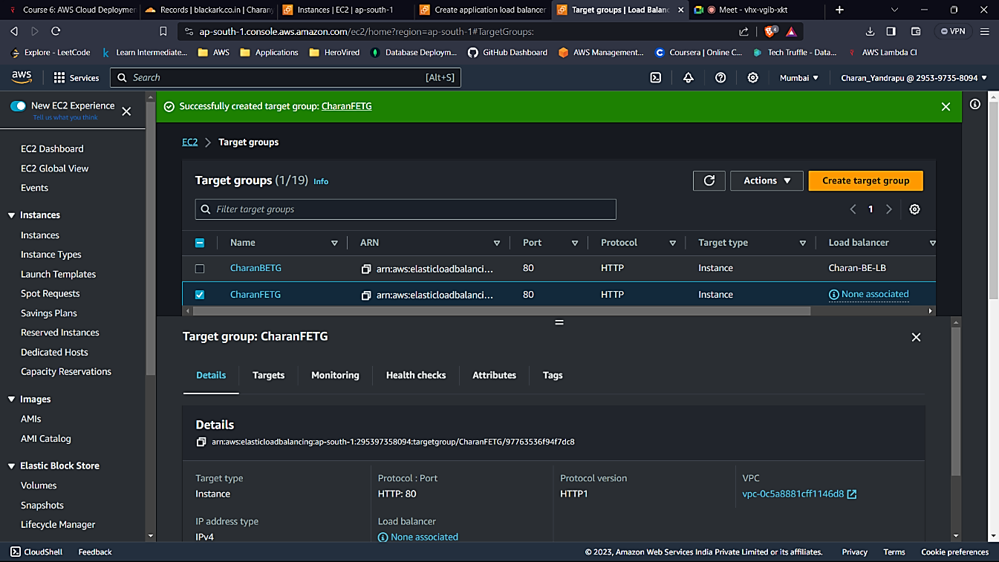 Course 6: AWS Cloud Deploymen
Records | blackark.co.in | Charany
Instances | EC2 | ap-south-1
Create application load balancer
Target groups | Load Balanc
Meet - vhx-vgib-xkt
ap-south-1.console.aws.amazon.com/ec2/home?region=ap-south-1#TargetGroups:
4
VPN
Explore - LeetCode
Learn Intermediate...
AWS
Applications
HeroVired
Database Deploym...
GitHub Dashboard
AWS Management...
Coursera | Online C...
Tech Truffle - Data...
AWS Lambda CI
aws
Services
Search
[Alt+S]
Mumbai
Charan_Yandrapu @ 2953-9735-8094
New EC2 Experience
Tell us what you think
EC2 Dashboard
EC2 Global View
Events
Instances
Instances
Instance Types
Launch Templates
Spot Requests
Savings Plans
Reserved Instances
Dedicated Hosts
Capacity Reservations
Images
AMIs
AMI Catalog
Elastic Block Store
Volumes
Snapshots
Lifecycle Manager
Successfully created target group: CharanFETG
EC2 > Target groups
Target groups (1/19) Info
Actions
Create target group
Filter target groups
1
Name ARN Port Protocol Target type Load balancer
CharanBETG arn:aws:elasticloadbalanci... 80 HTTP Instance Charan-BE-LB
CharanFETG arn:aws:elasticloadbalanci... 80 HTTP Instance None associated
Target group: CharanFETG
Details Targets Monitoring Health checks Attributes Tags
Details
arn:aws:elasticloadbalancing:ap-south-1:295397358094:targetgroup/CharanFETG/97763536f94f7dc8
Target type Protocol : Port Protocol version VPC
Instance HTTP: 80 HTTP1 vpc-0c5a8881cff1146d8
IP address type Load balancer
IPv4 None associated
CloudShell Feedback
© 2023, Amazon Web Services India Private Limited or its affiliates. Privacy Terms Cookie preferences